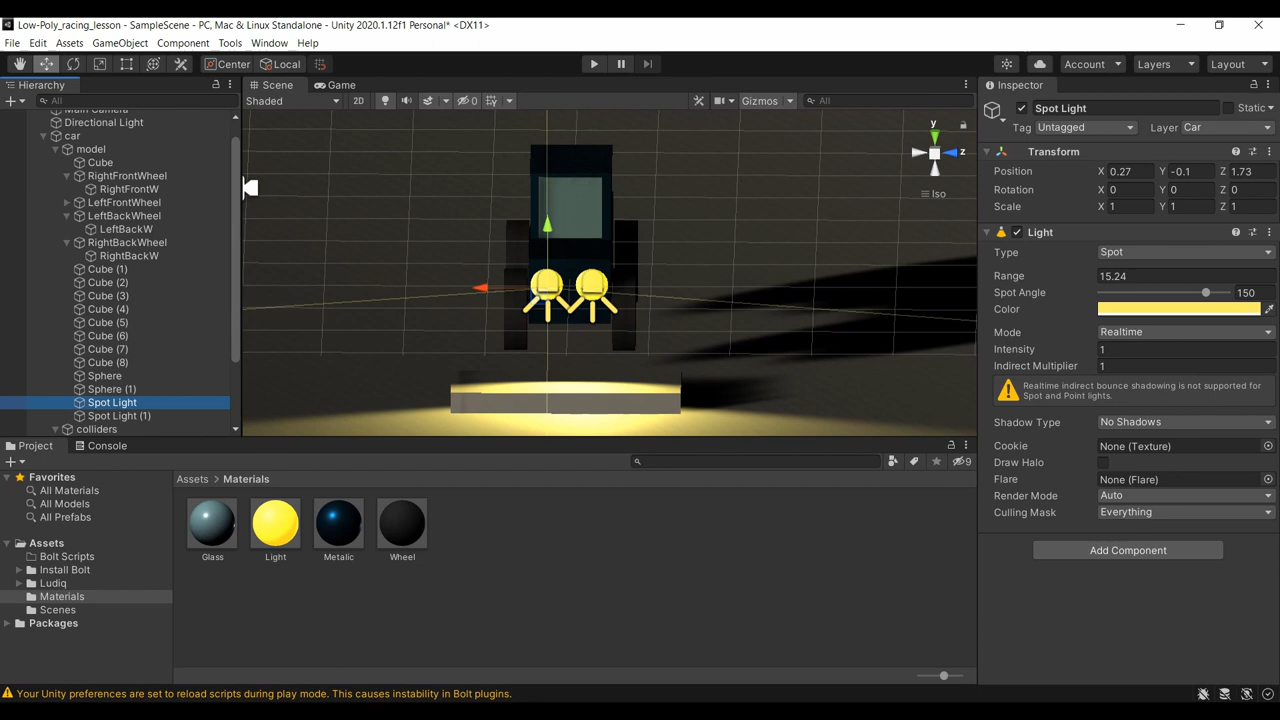 Low-Poly_racing_lesson - SampleScene - PC, Mac & Linux Standalone - Unity 2020.1.12f1 Personal* <DX11>
File Edit Assets GameObject Component Tools Window Help
Center Local Account Layers Layout
Hierarchy
All
Main Camera
Directional Light
car
model
Cube
RightFrontWheel
RightFrontW
LeftFrontWheel
LeftBackWheel
LeftBackW
RightBackWheel
RightBackW
Cube (1)
Cube (2)
Cube (3)
Cube (4)
Cube (5)
Cube (6)
Cube (7)
Cube (8)
Sphere
Sphere (1)
Spot Light
Spot Light (1)
colliders
Scene Game
Shaded 2D 0 Gizmos All
y
z
Iso
Inspector
Spot Light Static
Tag Untagged Layer Car
Transform
Position X 0.27 Y -0.1 Z 1.73
Rotation X 0 Y 0 Z 0
Scale X 1 Y 1 Z 1
Light
Type Spot
Range 15.24
Spot Angle 150
Color
Mode Realtime
Intensity 1
Indirect Multiplier 1
Realtime indirect bounce shadowing is not supported for
Spot and Point lights.
Shadow Type No Shadows
Cookie None (Texture)
Draw Halo
Flare None (Flare)
Render Mode Auto
Culling Mask Everything
Add Component
Project Console
9
Favorites
All Materials
All Models
All Prefabs
Assets
Bolt Scripts
Install Bolt
Ludiq
Materials
Scenes
Packages
Assets > Materials
Glass Light Metalic Wheel
Your Unity preferences are set to reload scripts during play mode. This causes instability in Bolt plugins.